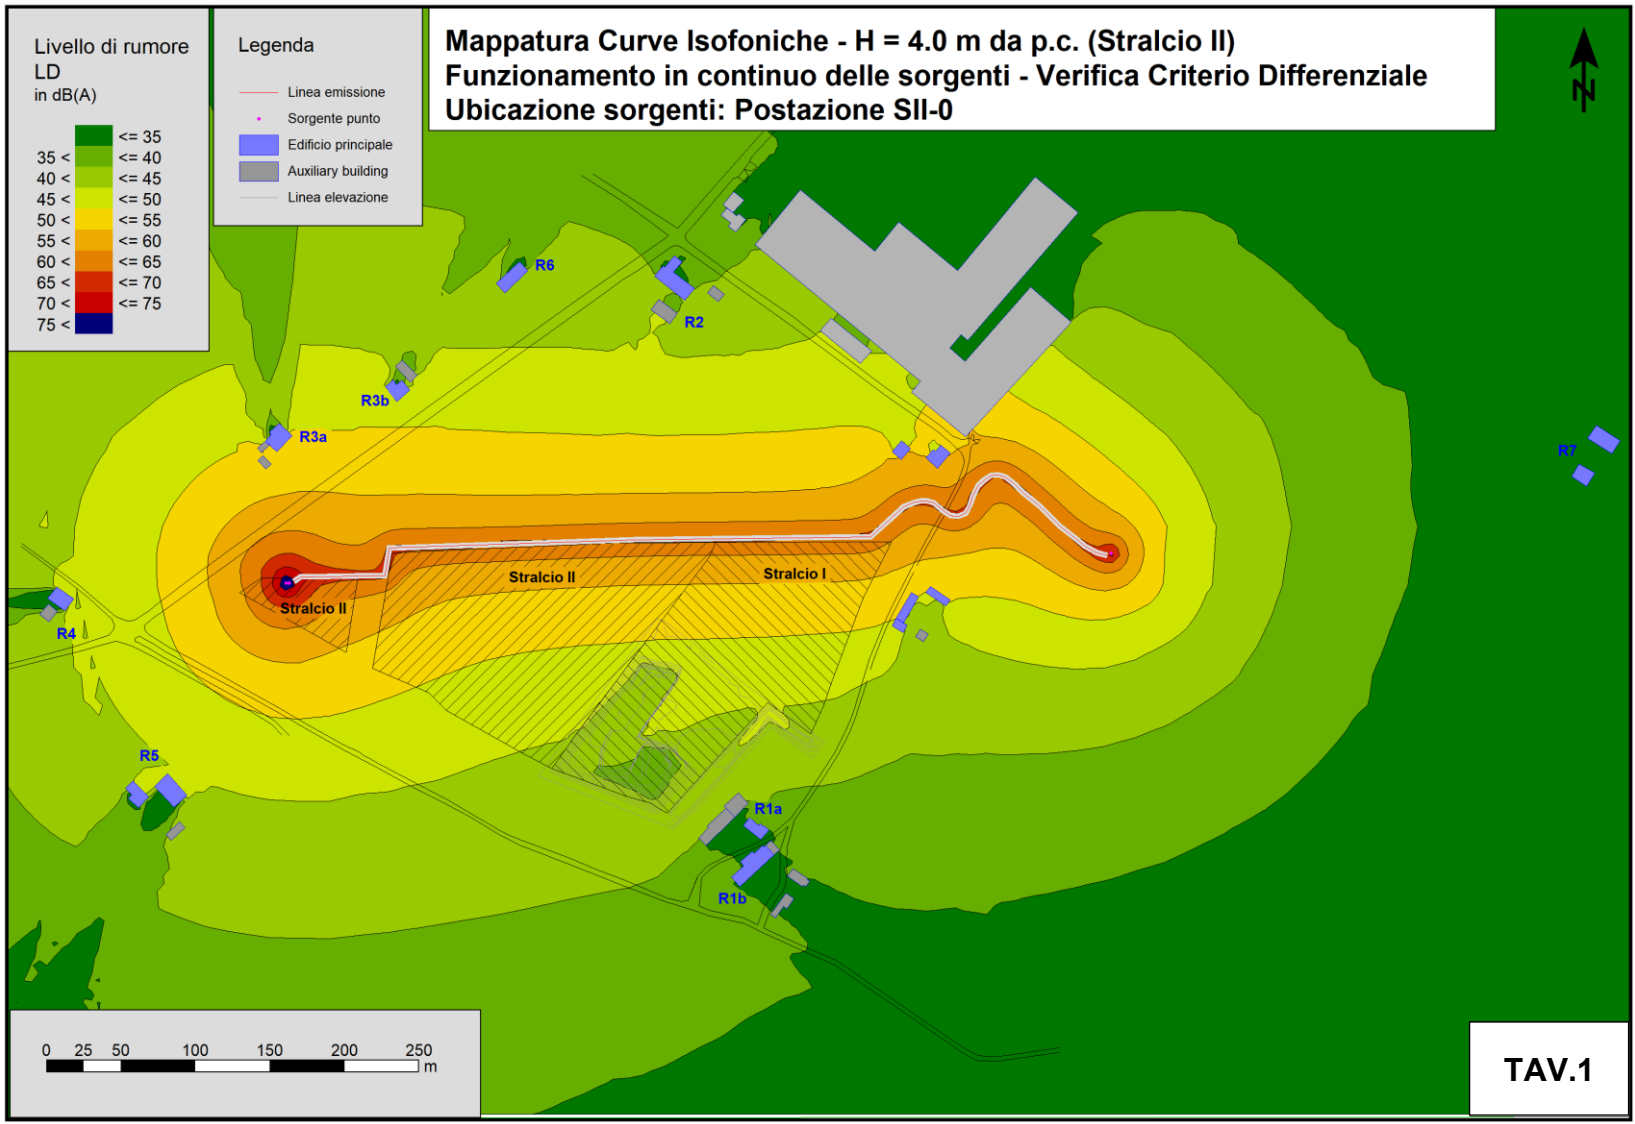 Livello di rumore
LD
in dB(A)
<= 35
35 < <= 40
40 < <= 45
45 < <= 50
50 < <= 55
55 < <= 60
60 < <= 65
65 < <= 70
70 < <= 75
75 <
Legenda
Linea emissione
Sorgente punto
Edificio principale
Auxiliary building
Linea elevazione
Mappatura Curve Isofoniche - H = 4.0 m da p.c. (Stralcio II)
Funzionamento in continuo delle sorgenti - Verifica Criterio Differenziale
Ubicazione sorgenti: Postazione SII-0
N
R6
R2
R3b
R3a
R7
Stralcio II
Stralcio I
Stralcio II
R4
R5
R1a
R1b
0 25 50 100 150 200 250
m
TAV.1